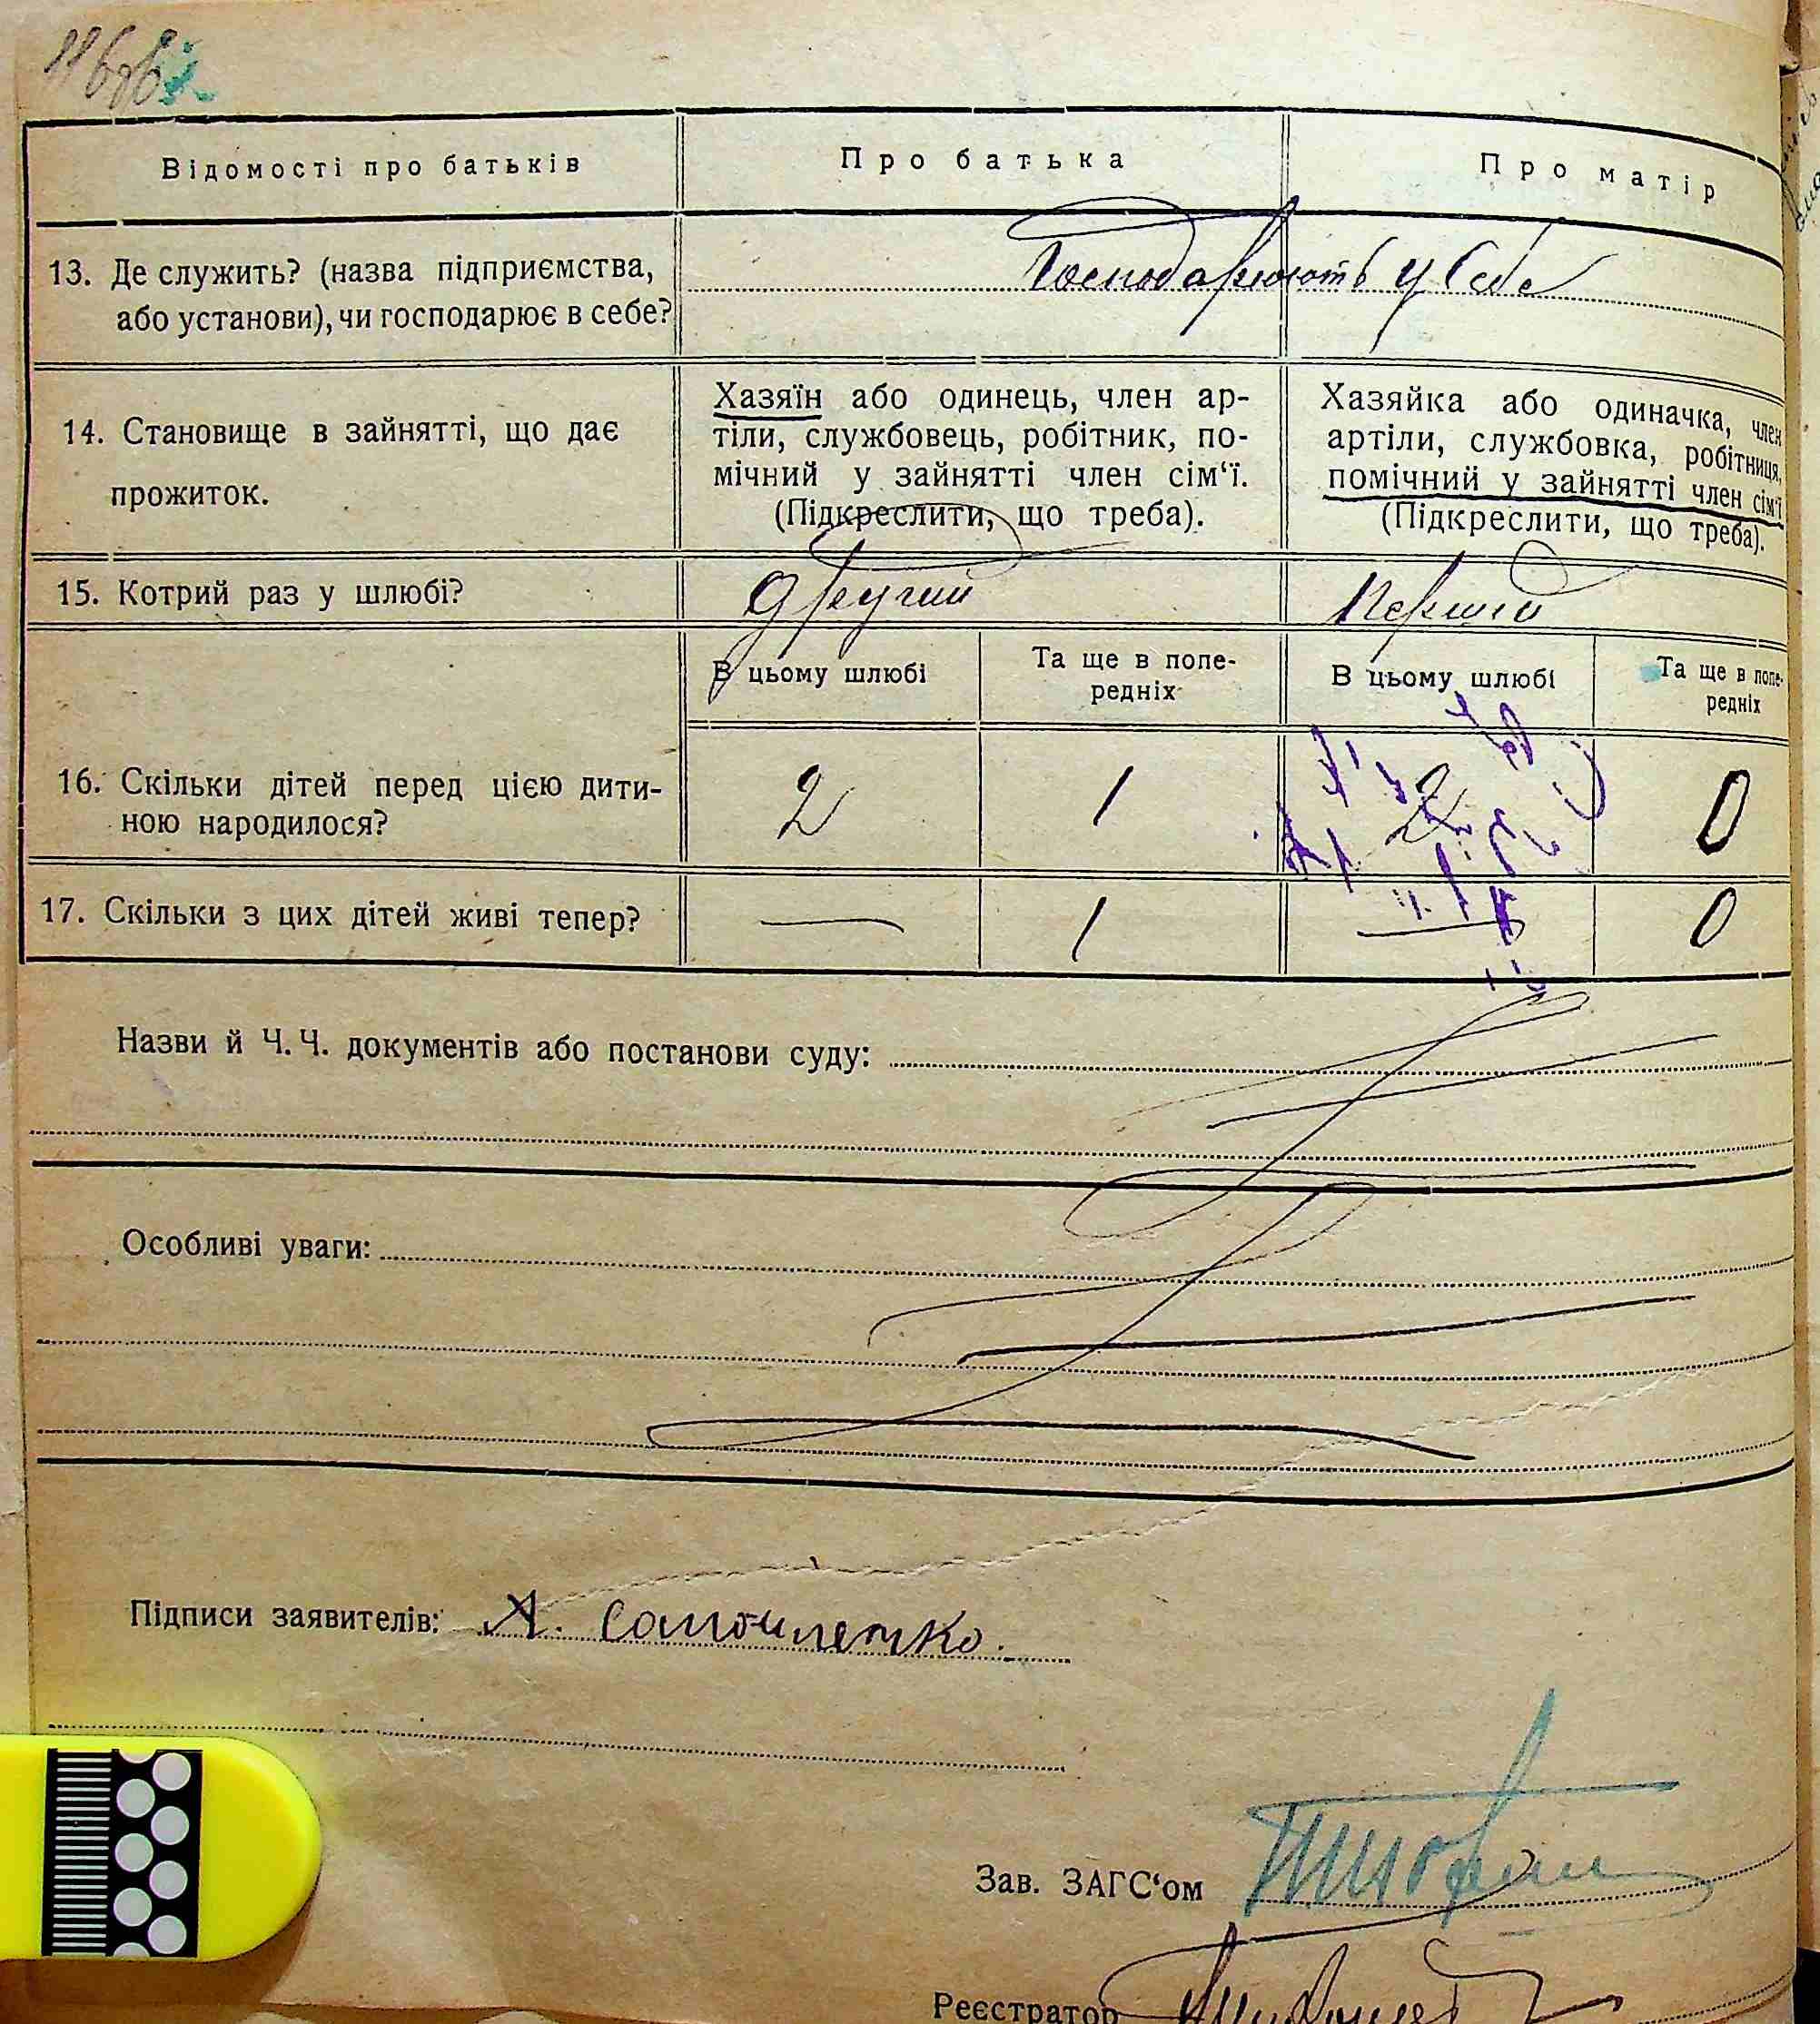 Відомості про батьків
Про батька
Про матір
13. Де служить? (назва підприємства,
або установи), чи господарює в себе?
Господарюють у себе
14. Становище в зайнятті, що дає
прожиток.
Хазяїн або одинець, член ар-
тіли, службовець, робітник, по-
мічний у зайнятті член сім‘ї.
(Підкреслити, що треба).
Хазяйка або одиначка, член
артіли, службовка, робітниця,
помічний у зайнятті член сім‘ї
(Підкреслити, що треба).
15. Котрий раз у шлюбі?
Другий
Перший
В цьому шлюбі
Та ще в попе-
редніх
В цьому шлюбі
Та ще в попе-
редніх
16. Скільки дітей перед цією дити-
ною народилося?
2
1
2
0
17. Скільки з цих дітей живі тепер?
—
1
—
0
Назви й Ч. Ч. документів або постанови суду:
Особливі уваги:
Підписи заявителів: А. Самойленко.
Зав. ЗАГС‘ом
Реєстратор